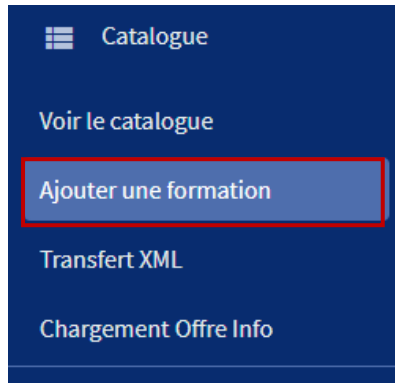 Catalogue
Voir le catalogue
Ajouter une formation
Transfert XML
Chargement Offre Info